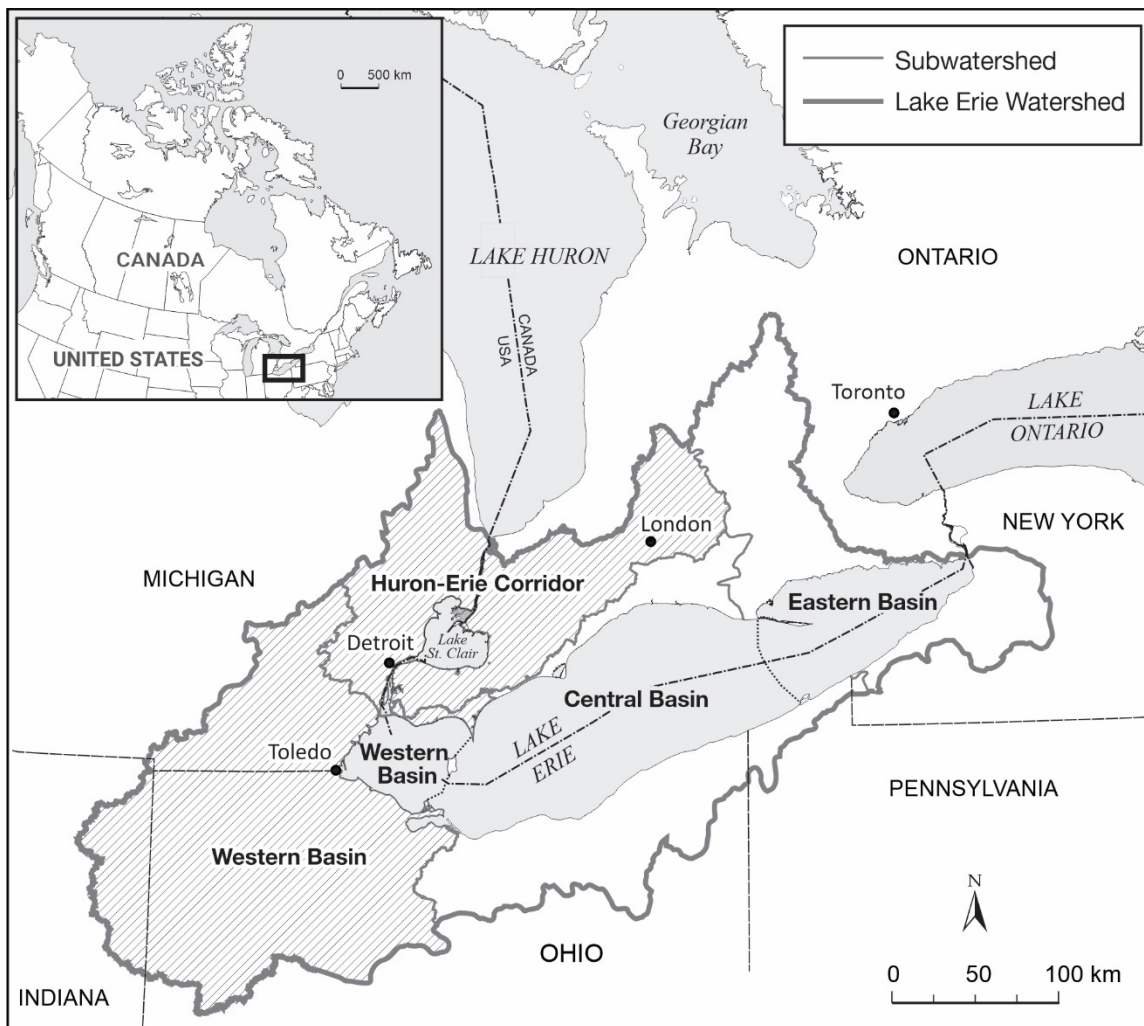 0 500 km
CANADA
UNITED STATES
Subwatershed
Lake Erie Watershed
Georgian
Bay
LAKE HURON
ONTARIO
CANADA
USA
Toronto
LAKE
ONTARIO
NEW YORK
London
MICHIGAN
Huron-Erie Corridor
Eastern Basin
Lake
St. Clair
Detroit
Central Basin
LAKE
ERIE
Toledo
Western
Basin
PENNSYLVANIA
Western Basin
N
OHIO
0 50 100 km
INDIANA